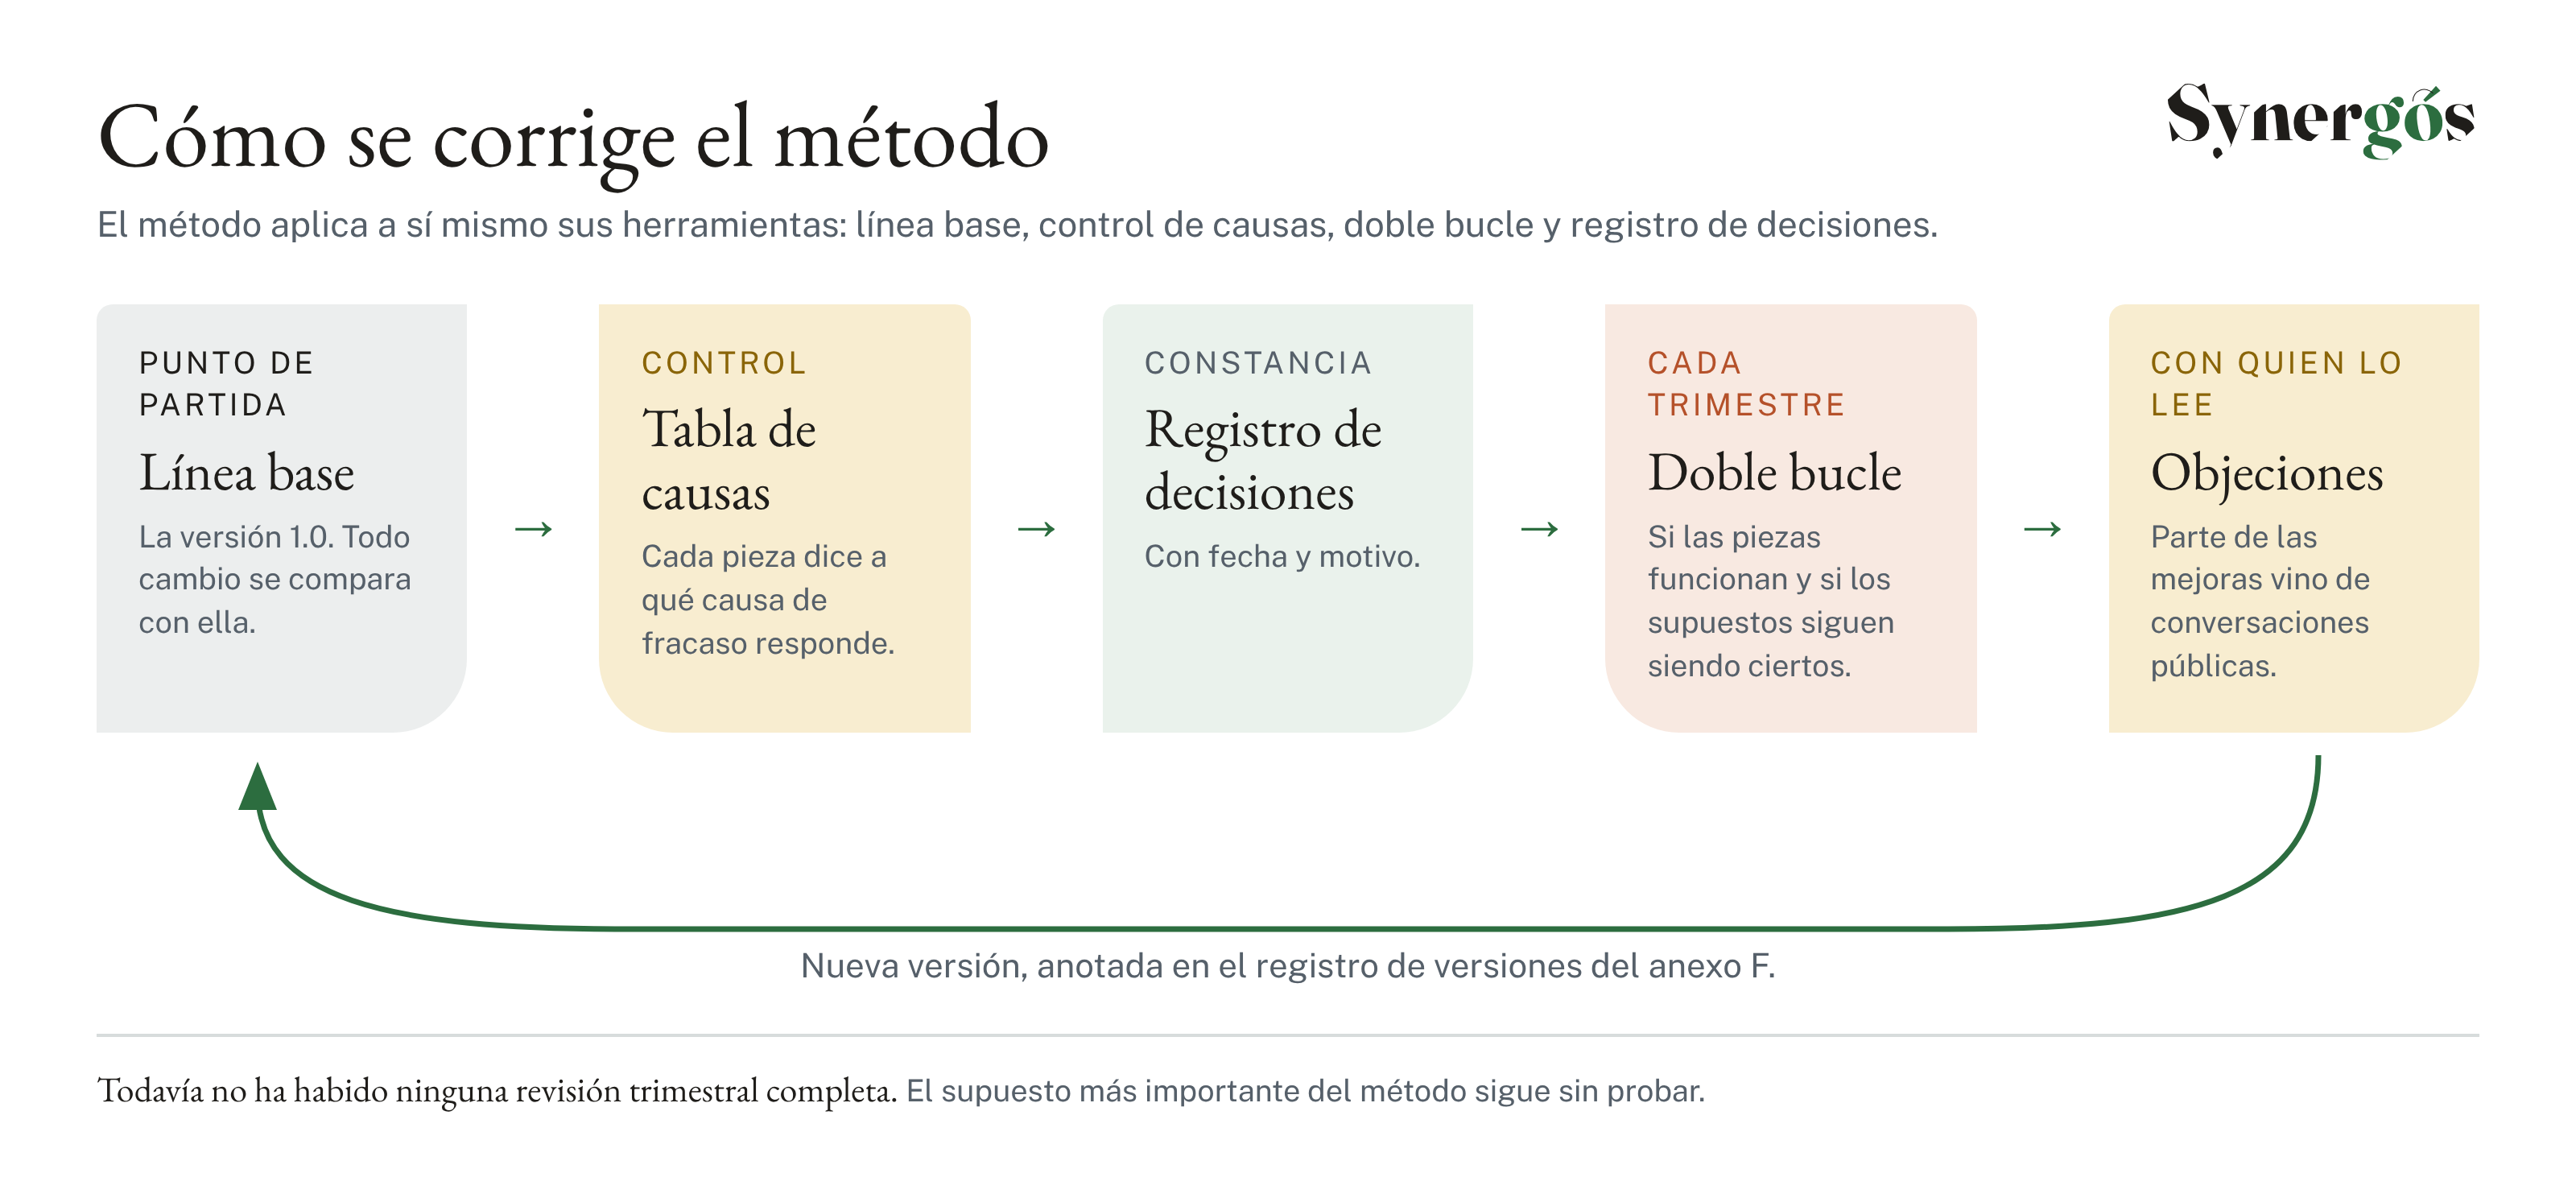 Cómo se corrige el método
Synergós
El método aplica a sí mismo sus herramientas: línea base, control de causas, doble bucle y registro de decisiones.
PUNTO DE
PARTIDA
Línea base
La versión 1.0. Todo
cambio se compara
con ella.
→
CONTROL
Tabla de
causas
Cada pieza dice a
qué causa de
fracaso responde.
→
CONSTANCIA
Registro de
decisiones
Con fecha y motivo.
→
CADA
TRIMESTRE
Doble bucle
Si las piezas
funcionan y si los
supuestos siguen
siendo ciertos.
→
CON QUIEN LO
LEE
Objeciones
Parte de las
mejoras vino de
conversaciones
públicas.
Nueva versión, anotada en el registro de versiones del anexo F.
Todavía no ha habido ninguna revisión trimestral completa. El supuesto más importante del método sigue sin probar.